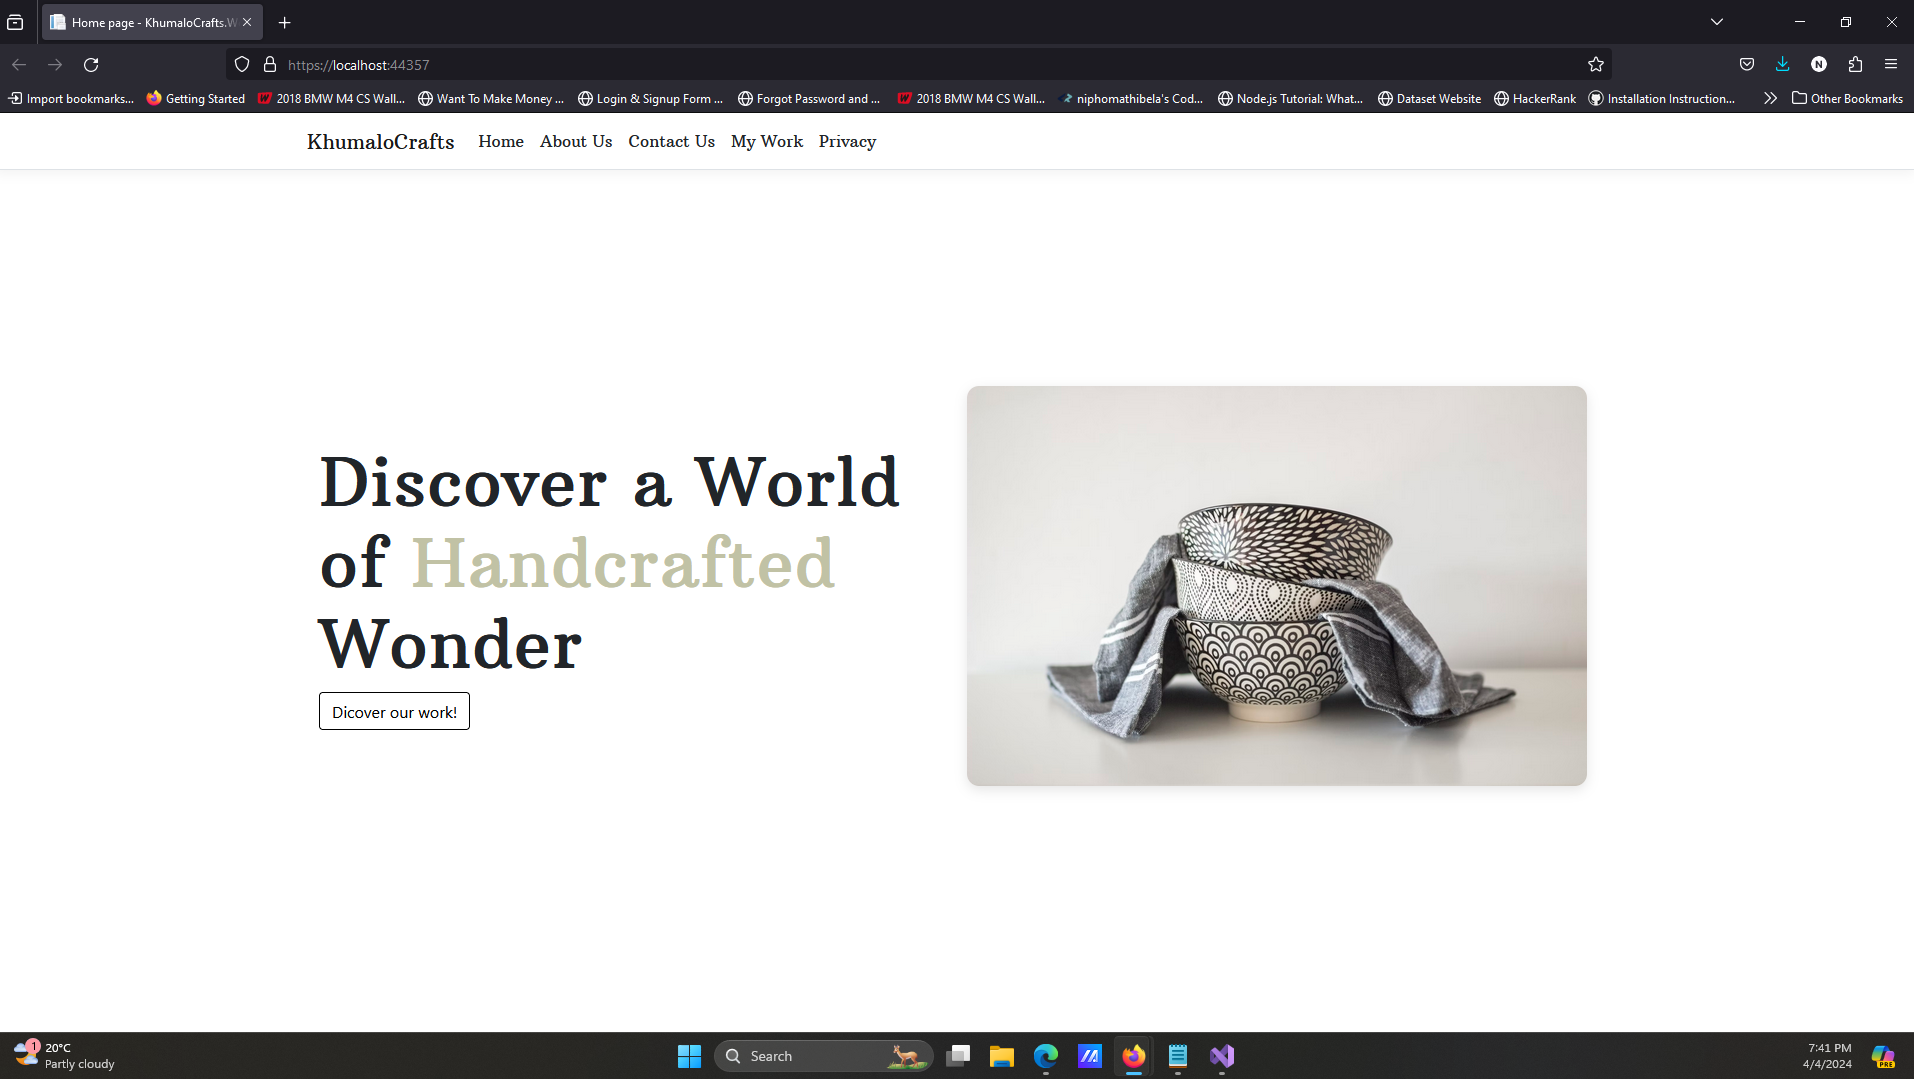 Home page - KhumaloCrafts.W
https://localhost:44357
N
Import bookmarks... Getting Started 2018 BMW M4 CS Wall... Want To Make Money ... Login & Signup Form ... Forgot Password and ... 2018 BMW M4 CS Wall... niphomathibela's Cod... Node.js Tutorial: What... Dataset Website HackerRank Installation Instruction... Other Bookmarks
KhumaloCrafts Home About Us Contact Us My Work Privacy
Discover a World
of Handcrafted
Wonder
Dicover our work!
1
20°C
Partly cloudy
Search
7:41 PM
4/4/2024
PRE